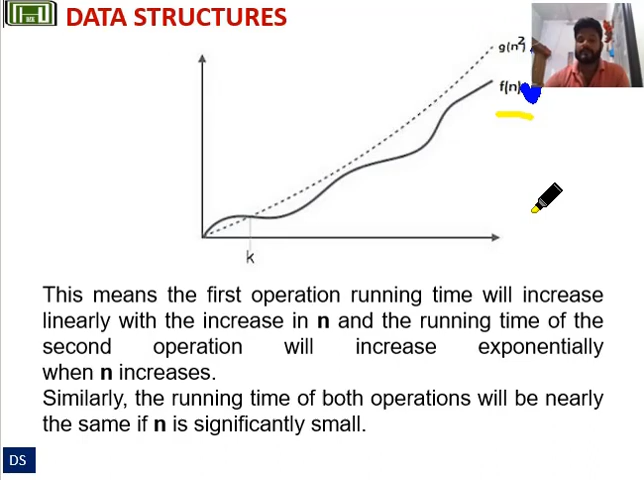 DATA STRUCTURES
g(n²)
f(n)
k
This means the first operation running time will increase
linearly with the increase in n and the running time of the
second operation will increase exponentially
when n increases.
Similarly, the running time of both operations will be nearly
the same if n is significantly small.
DS